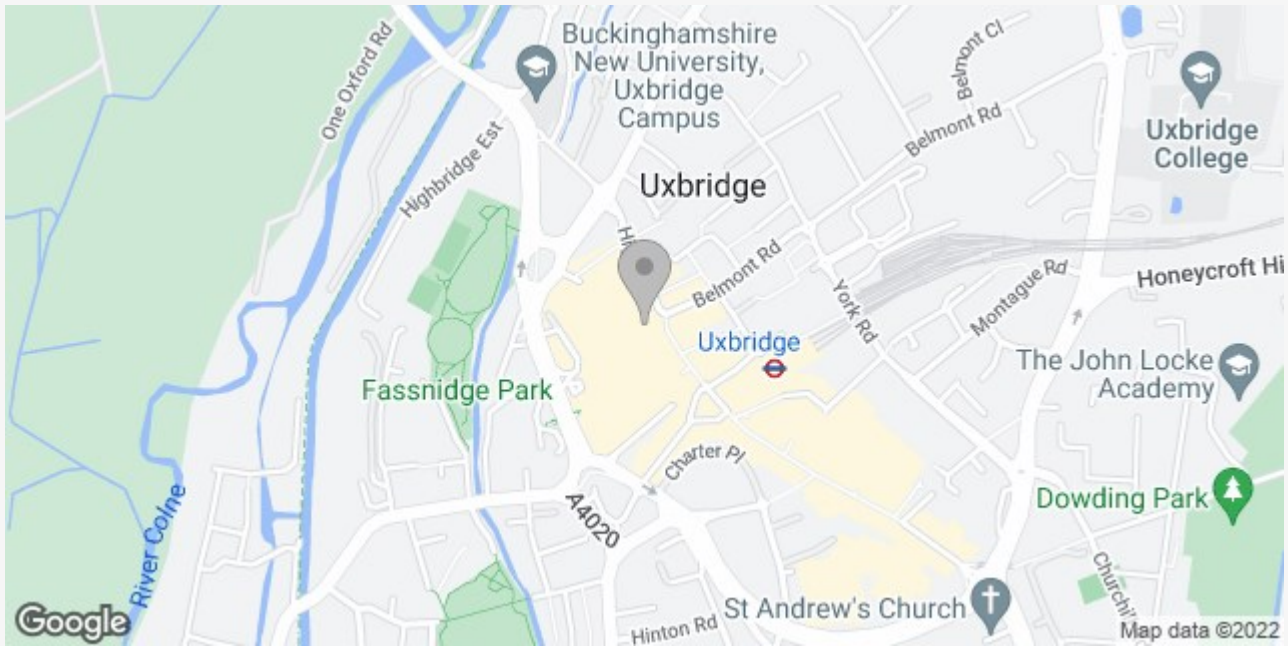 One Oxford Rd
Buckinghamshire
New University,
Uxbridge
Campus
Belmont Cl
Belmont Rd
Uxbridge
College
Highbridge Est
Uxbridge
Belmont Rd
York Rd
Montague Rd
Honeycroft Hi
Uxbridge
The John Locke
Academy
Fassnidge Park
Charter Pl
Dowding Park
A4020
River Colne
St Andrew's Church
Hinton Rd
Google
Map data ©2022